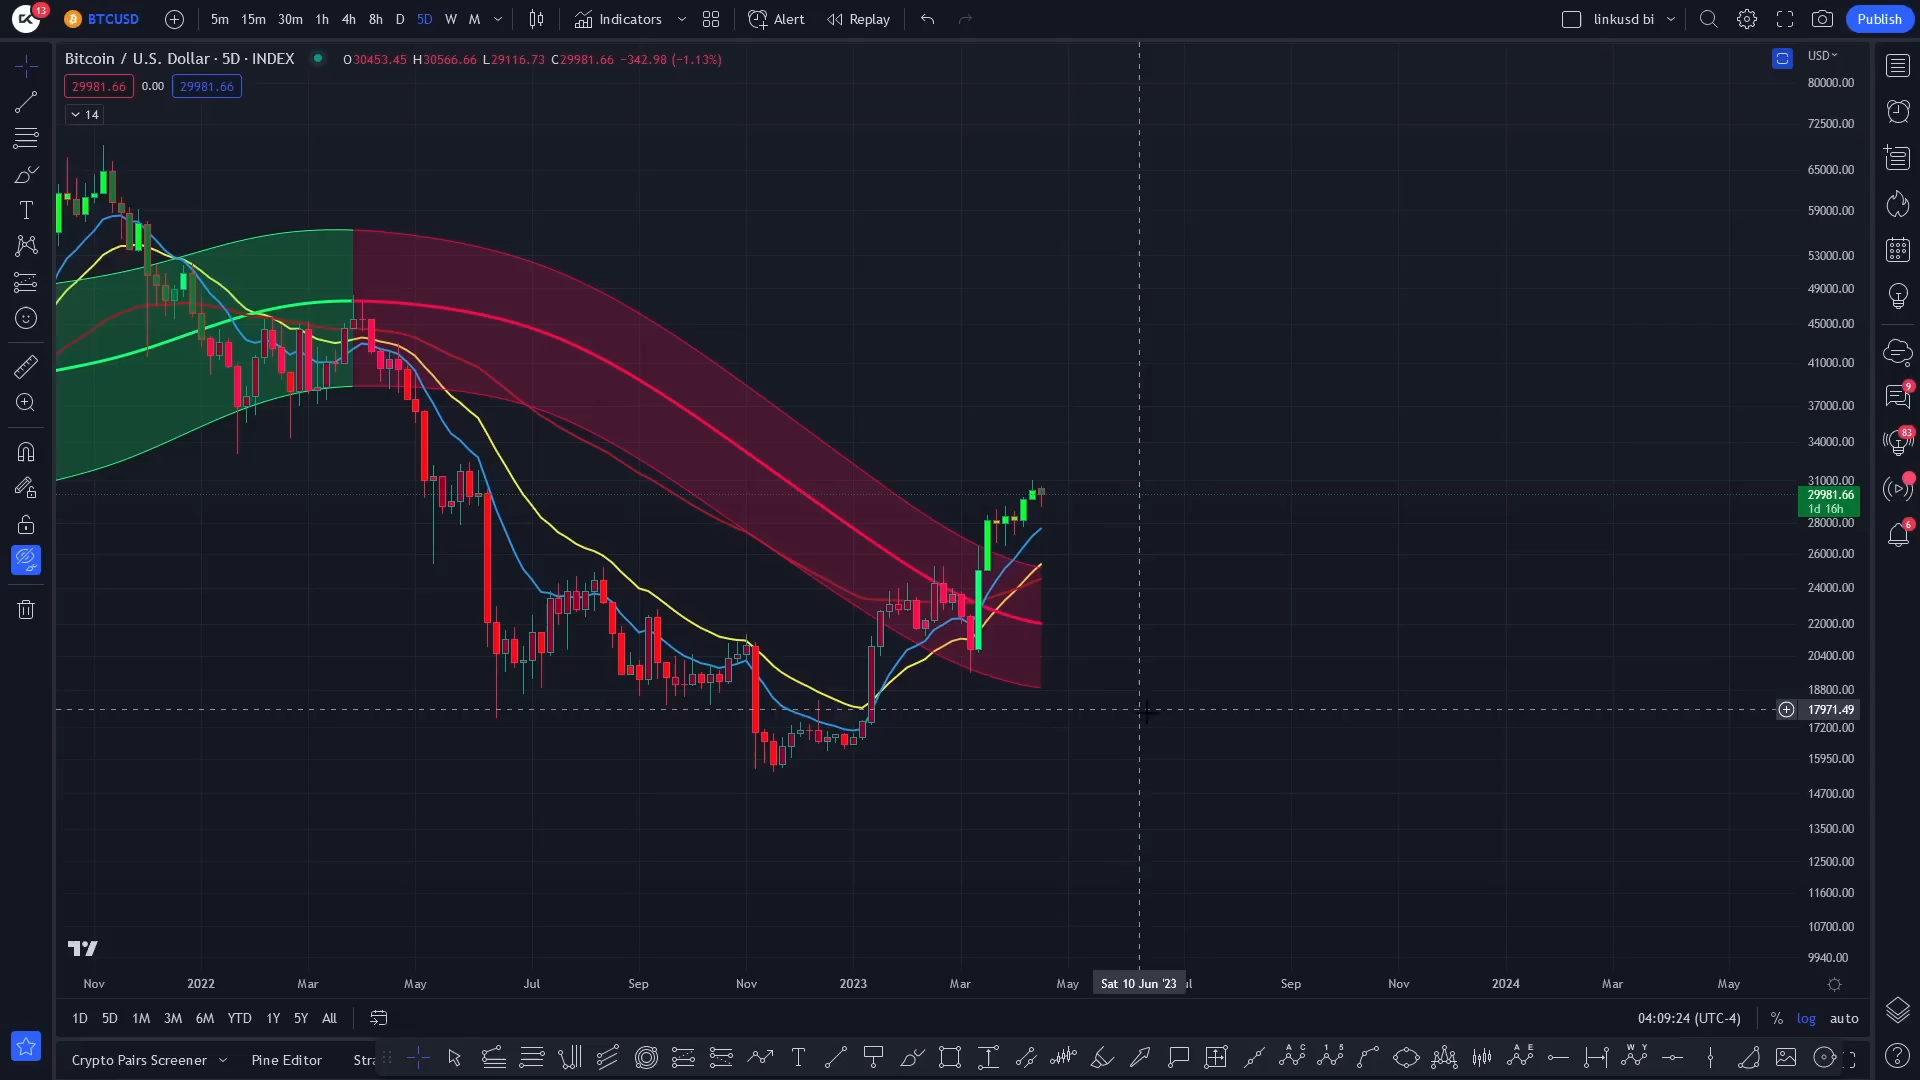 13
BTCUSD
5m 15m 30m 1h 4h 8h D 5D W M
Indicators
Alert
Replay
linkusd bi
Publish
Bitcoin / U.S. Dollar · 5D · INDEX
O30453.45 H30566.66 L29116.73 C29981.66 −342.98 (−1.13%)
29981.66 0.00 29981.66
14
USD
80000.00
72500.00
65000.00
59000.00
53000.00
49000.00
45000.00
41000.00
37000.00
34000.00
31000.00
29981.66
1d 16h
28000.00
26000.00
24000.00
22000.00
20400.00
18800.00
17971.49
17200.00
15950.00
14700.00
13500.00
12500.00
11600.00
10700.00
9940.00
9
83
6
Nov 2022 Mar May Jul Sep Nov 2023 Mar May Sat 10 Jun '23 Sep Nov 2024 Mar May
1D 5D 1M 3M 6M YTD 1Y 5Y All
04:09:24 (UTC-4) % log auto
Crypto Pairs Screener Pine Editor Stra
T
A C
1 5
A E
W Y